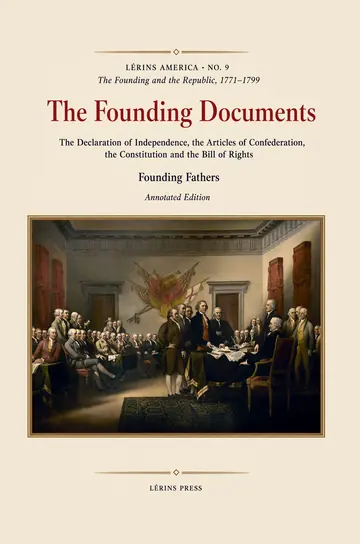 LÉRINS AMERICA • NO. 9
The Founding and the Republic, 1771–1799
The Founding Documents
The Declaration of Independence, the Articles of Confederation,
the Constitution and the Bill of Rights
Founding Fathers
Annotated Edition
LÉRINS PRESS